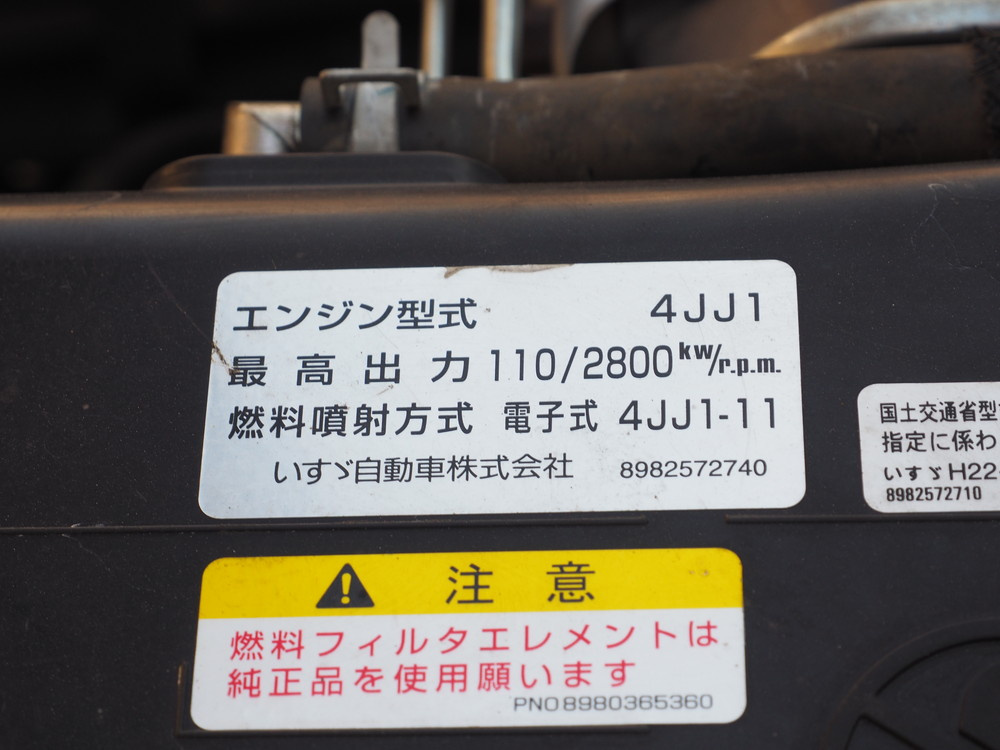 エンジン型式 4JJ1
最高出力 110/2800kw/r.p.m.
燃料噴射方式 電子式 4JJ1-11
いすゞ自動車株式会社 8982572740
国土交通省型
指定に係わ
いすゞH22
8982572710
注意
燃料フィルタエレメントは
純正品を使用願います
PNO8980365360